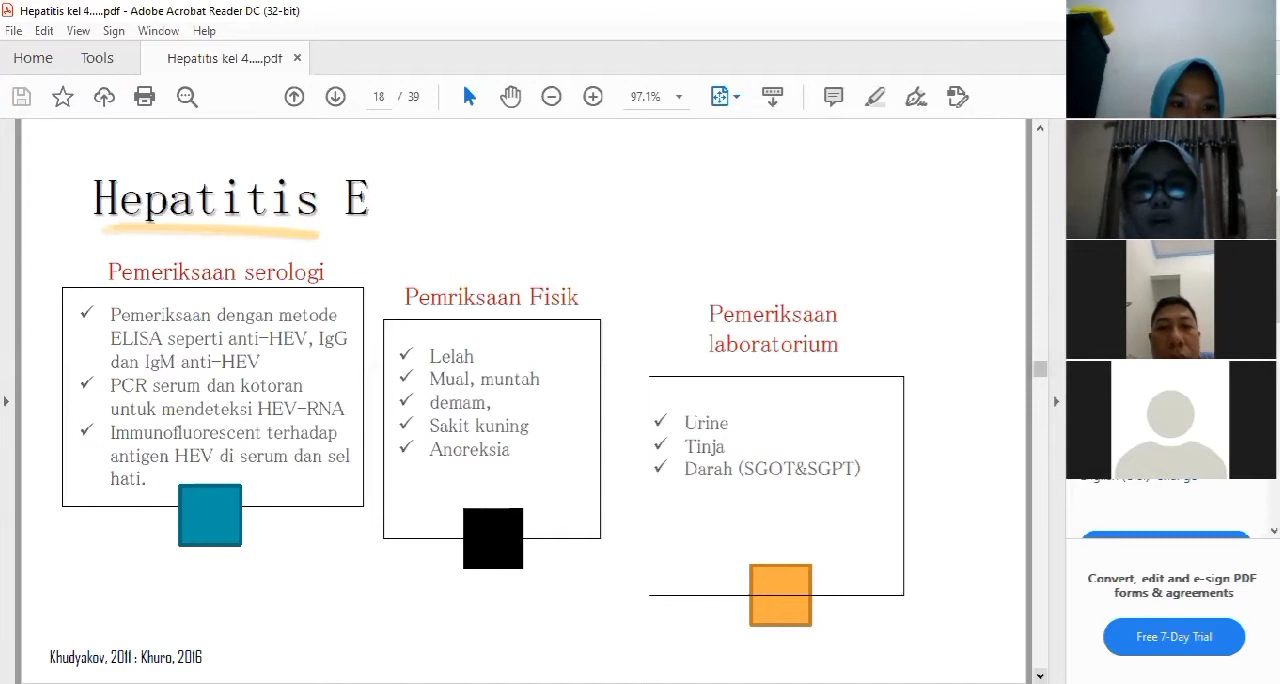 Hepatitis kel 4.....pdf - Adobe Acrobat Reader DC (32-bit)
File Edit View Sign Window Help
Home Tools Hepatitis kel 4.....pdf ×
18 / 39 97.1%
Hepatitis E
Pemeriksaan serologi
Pemeriksaan dengan metode
ELISA seperti anti-HEV, IgG
dan IgM anti-HEV
PCR serum dan kotoran
untuk mendeteksi HEV-RNA
Immunofluorescent terhadap
antigen HEV di serum dan sel
hati.
Pemriksaan Fisik
Lelah
Mual, muntah
demam,
Sakit kuning
Anoreksia
Pemeriksaan
laboratorium
Urine
Tinja
Darah (SGOT&SGPT)
Khudyakov, 2011 : Khuro, 2016
Convert, edit and e-sign PDF
forms & agreements
Free 7-Day Trial